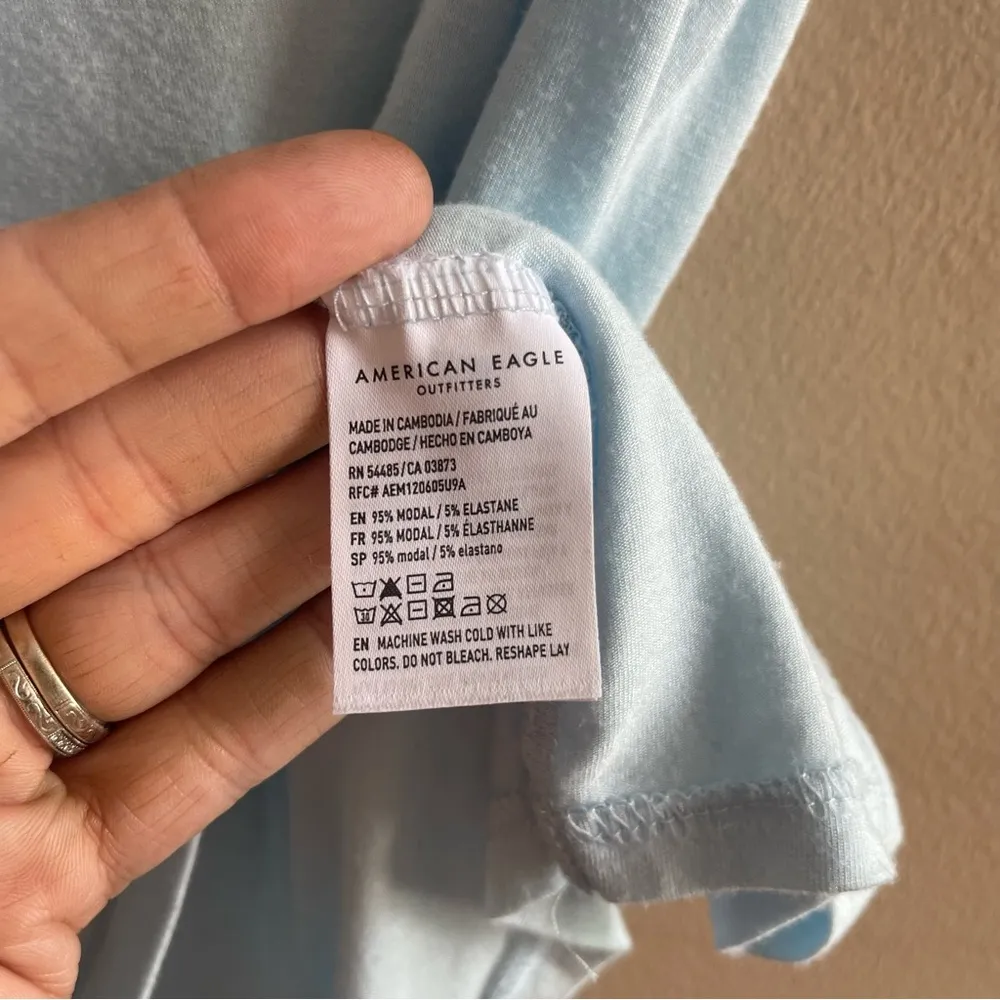 AMERICAN EAGLE
OUTFITTERS
MADE IN CAMBODIA / FABRIQUÉ AU
CAMBODGE / HECHO EN CAMBOYA
RN 54485 / CA 03873
RFC# AEM120605U9A
EN 95% MODAL / 5% ELASTANE
FR 95% MODAL / 5% ÉLASTHANNE
SP 95% modal / 5% elastano
30
EN MACHINE WASH COLD WITH LIKE
COLORS. DO NOT BLEACH. RESHAPE LAY